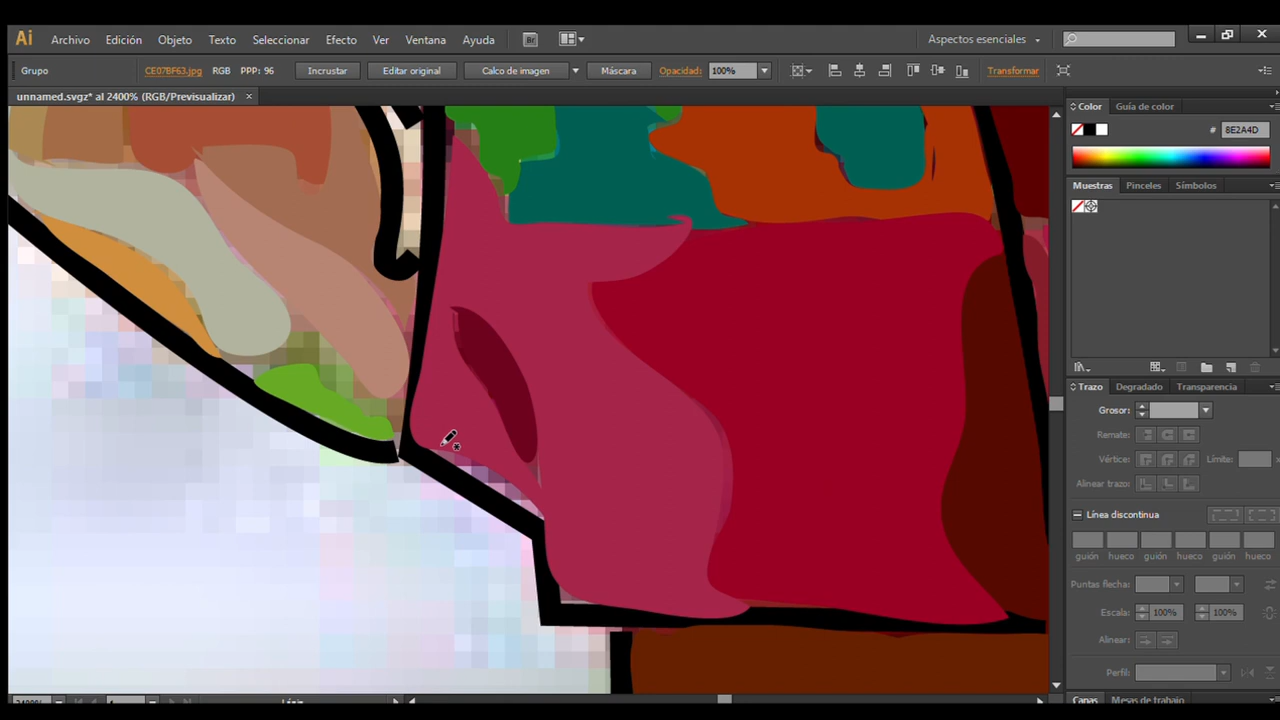 Ai Archivo Edición Objeto Texto Seleccionar Efecto Ver Ventana Ayuda Br Aspectos esenciales
Grupo CE07BF63.jpg RGB PPP: 96 Incrustar Editar original Calco de imagen Máscara Opacidad: 100% Transformar
unnamed.svgz* al 2400% (RGB/Previsualizar) ×
Color Guía de color
# 8E2A4D
Muestras Pinceles Símbolos
Trazo Degradado Transparencia
Grosor:
Remate:
Vértice: Límite:
Alinear trazo:
Línea discontinua
guión hueco guión hueco guión hueco
Puntas flecha:
Escala: 100% 100%
Alinear:
Perfil:
Capas Mesas de trabajo